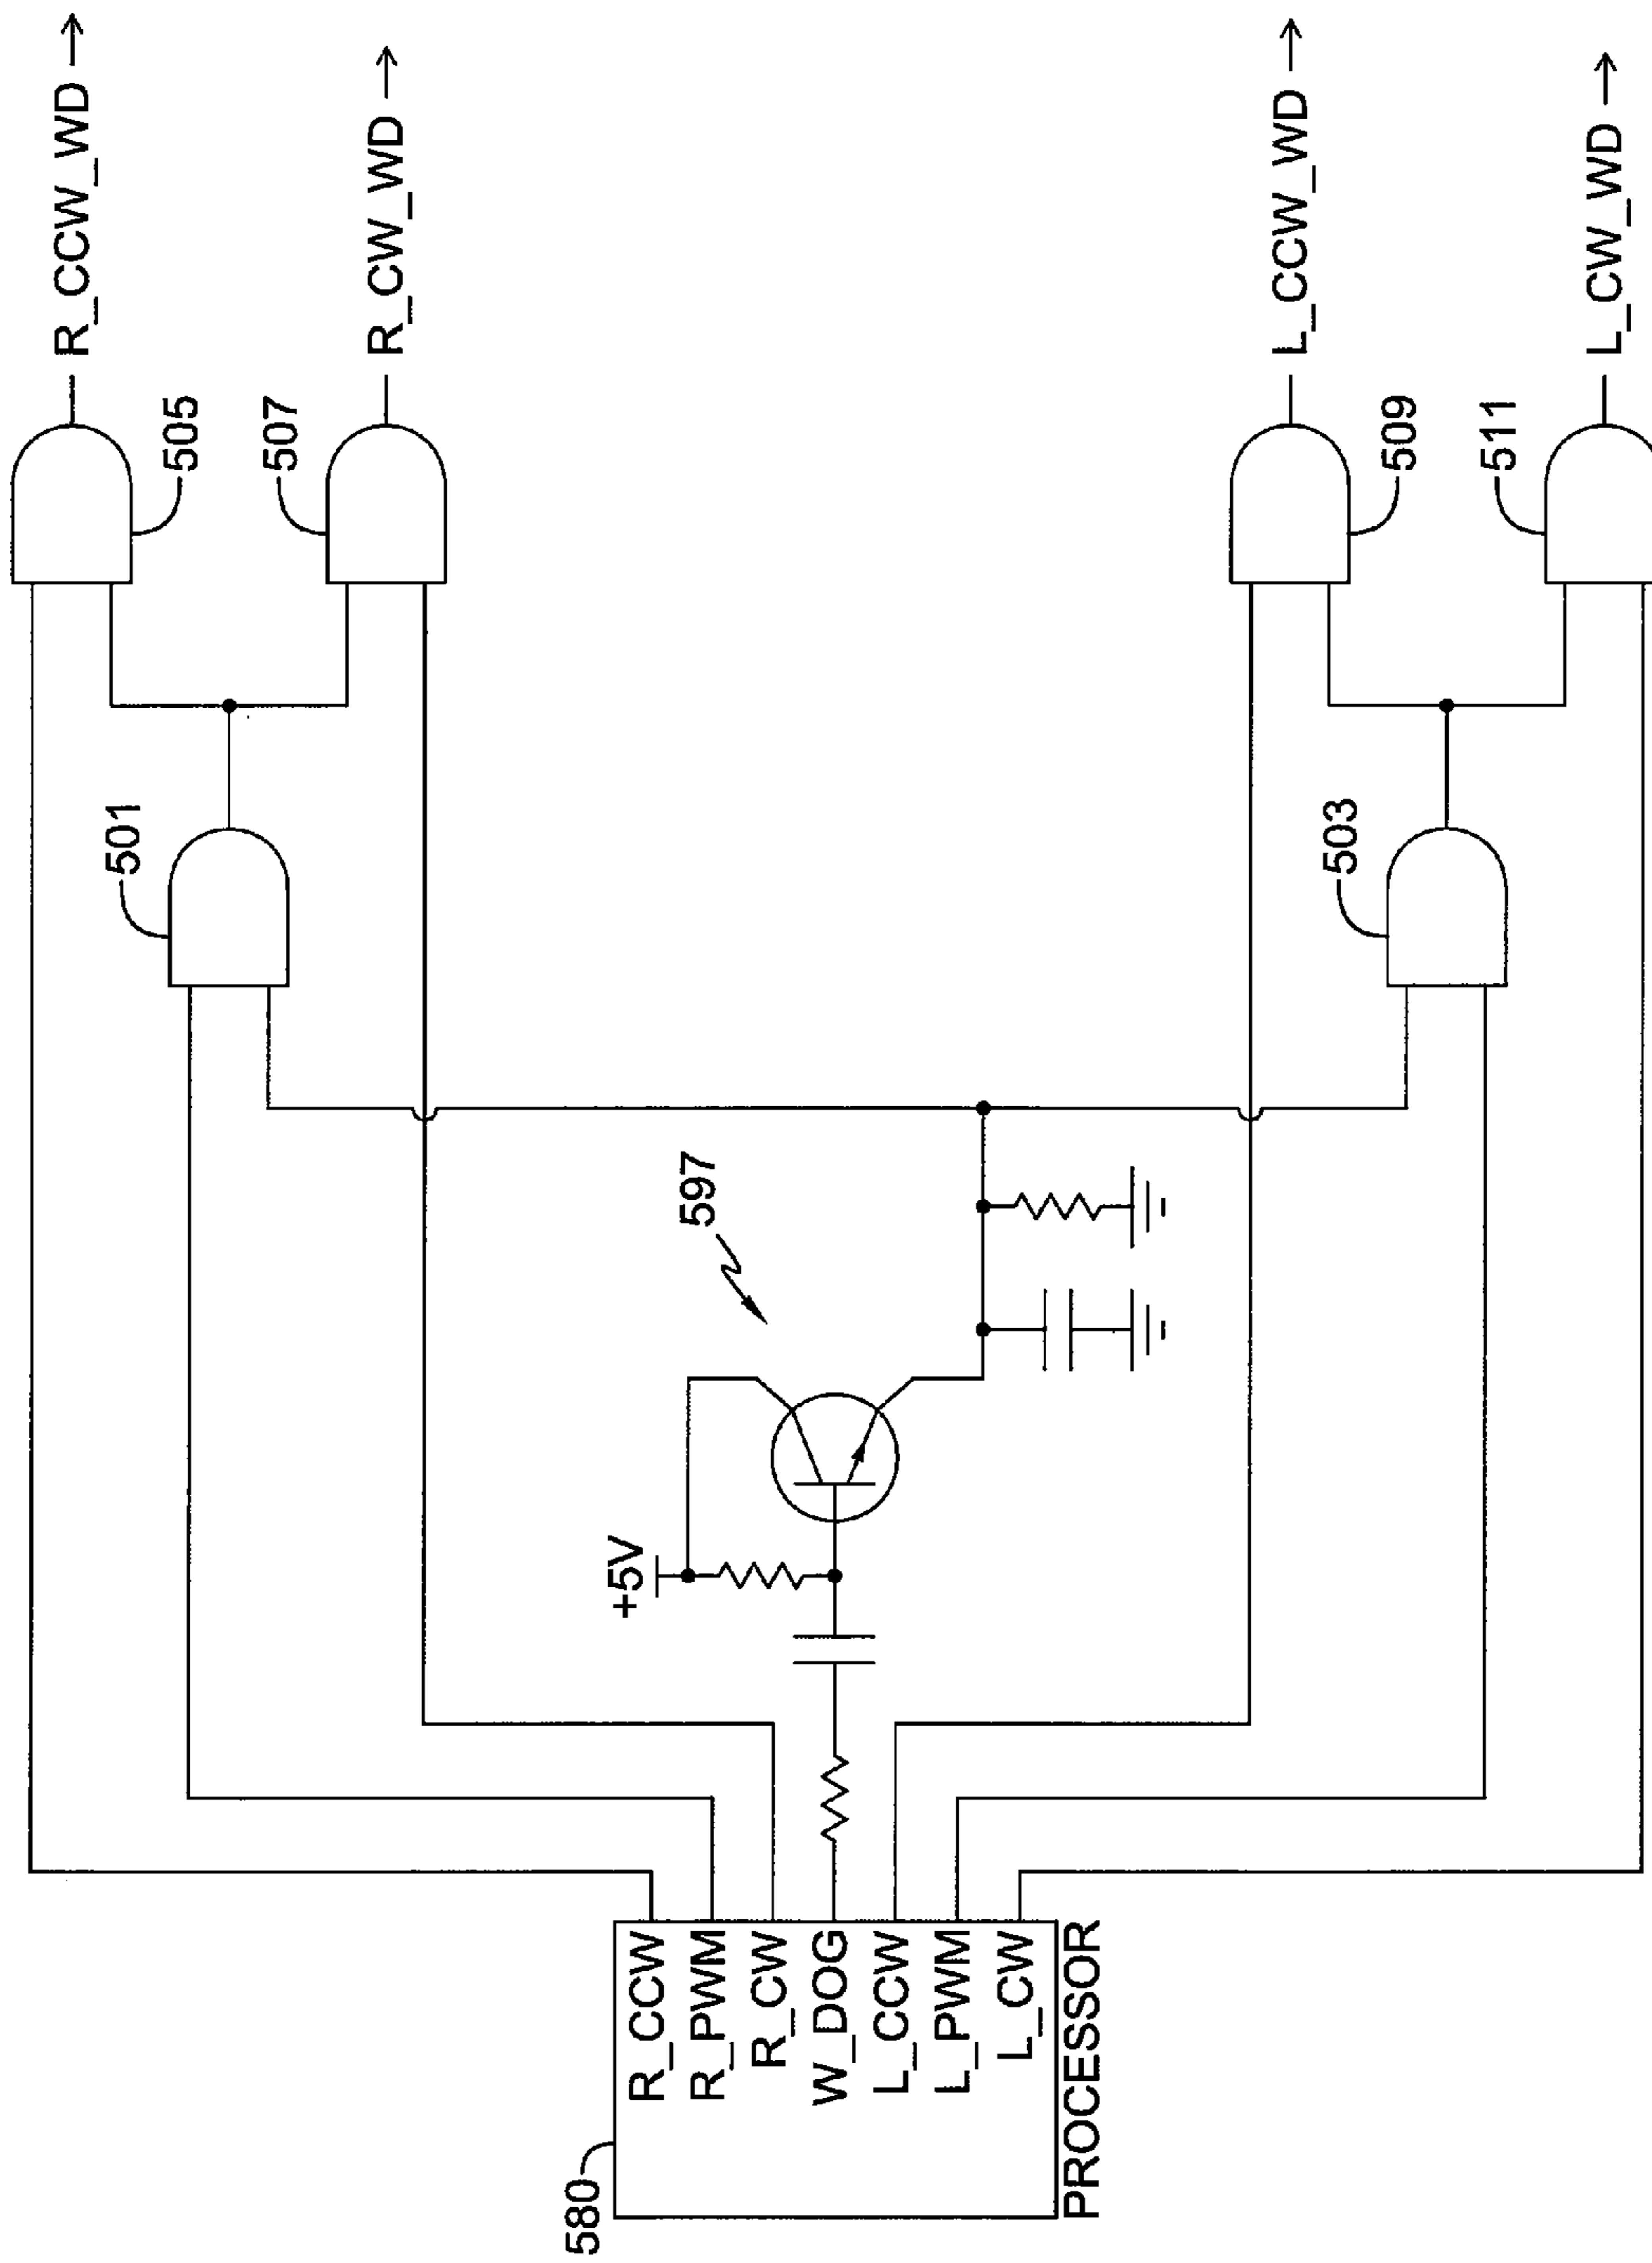 580
R_CCW
R_PWM
R_CW
W_DOG
L_CCW
L_PWM
L_CW
PROCESSOR
+5V
597
501
503
505
507
509
511
R_CCW_WD
R_CW_WD
L_CCW_WD
L_CW_WD